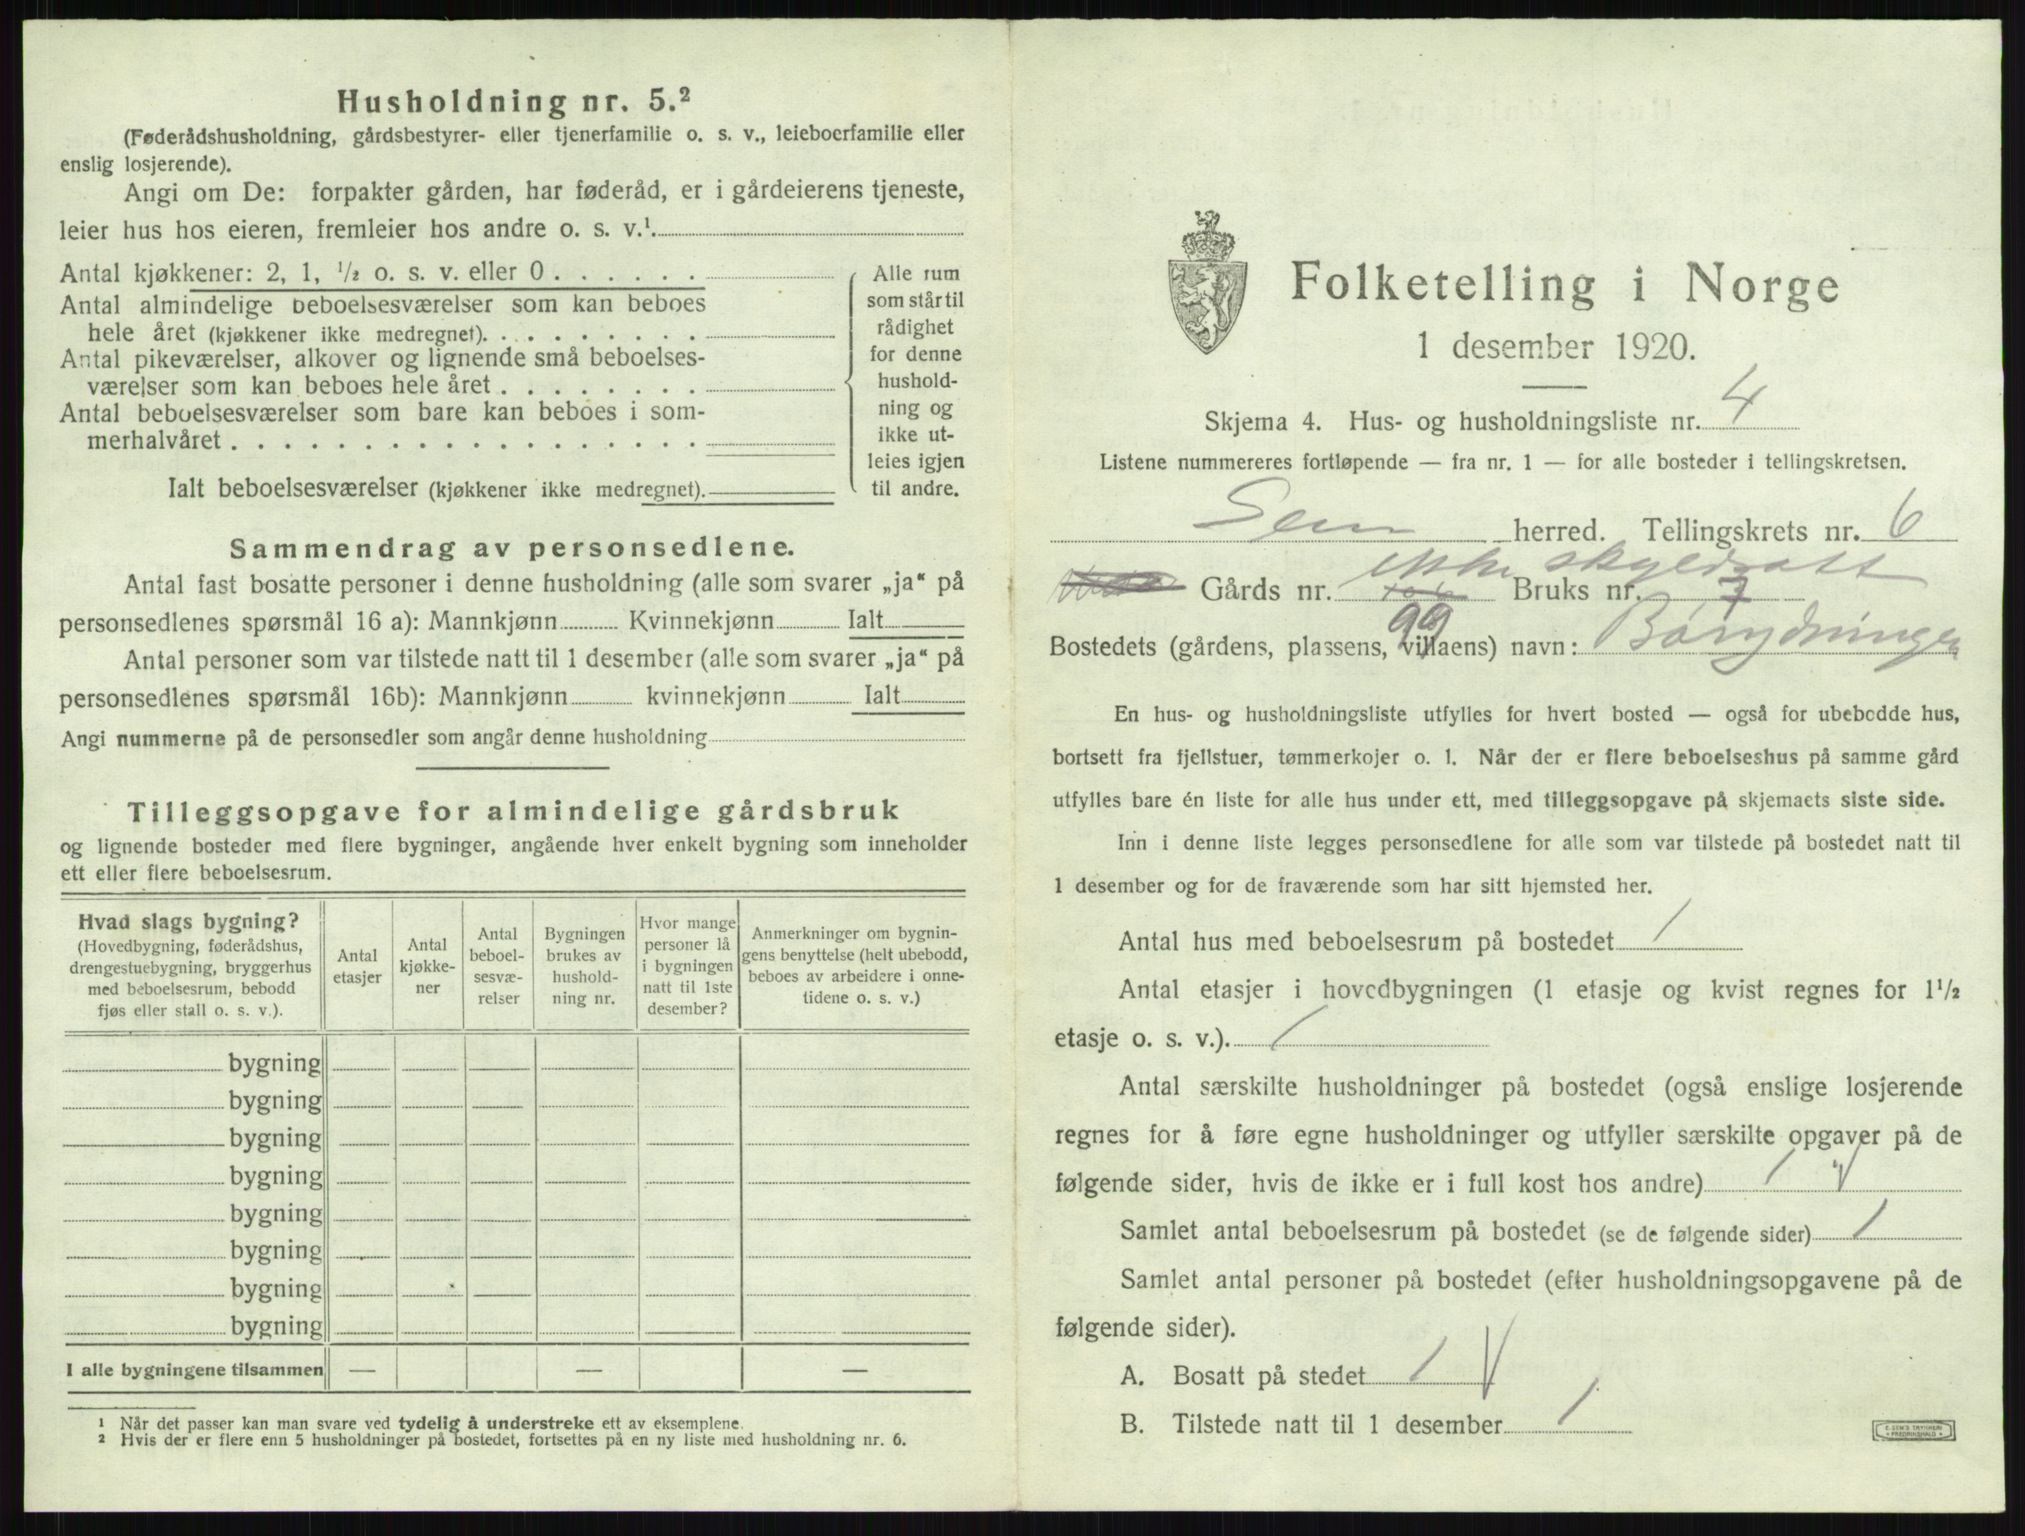 Husholdning nr. 5.²
(Føderådshusholdning, gårdsbestyrer- eller tjenerfamilie o. s. v., leieboerfamilie eller
enslig losjerende).
Angi om De: forpakter gården, har føderåd, er i gårdeierens tjeneste,
leier hus hos eieren, fremleier hos andre o. s. v.¹
Antal kjøkkener: 2, 1, ½ o. s. v. eller 0 . . . . . .
Antal almindelige beboelsesværelser som kan beboes
hele året (kjøkkener ikke medregnet). . . . . . . . .
Antal pikeværelser, alkover og lignende små beboelses-
værelser som kan beboes hele året . . . . . . . .
Antal beboelsesværelser som bare kan beboes i som-
merhalvåret . . . . . . . . . . . . . . . . . .
Ialt beboelsesværelser (kjøkkener ikke medregnet).
Alle rum
som står til
rådighet
for denne
hushold-
ning og
ikke ut-
leies igjen
til andre.
Sammendrag av personsedlene.
Antal fast bosatte personer i denne husholdning (alle som svarer „ja“ på
personsedlenes spørsmål 16 a): Mannkjønn Kvinnekjønn Ialt
Antal personer som var tilstede natt til 1 desember (alle som svarer „ja“ på
personsedlenes spørsmål 16b): Mannkjønn kvinnekjønn Ialt
Angi nummerne på de personsedler som angår denne husholdning
Tilleggsopgave for almindelige gårdsbruk
og lignende bosteder med flere bygninger, angående hver enkelt bygning som inneholder
ett eller flere beboelsesrum.
Hvad slags bygning?
(Hovedbygning, føderådshus,
drengestuebygning, bryggerhus
med beboelsesrum, bebodd
fjøs eller stall o. s. v.).
Antal
etasjer
Antal
kjøkke-
ner
Antal
beboel-
sesvæ-
relser
Bygningen
brukes av
hushold-
ning nr.
Hvor mange
personer lå
i bygningen
natt til 1ste
desember?
Anmerkninger om bygnin-
gens benyttelse (helt ubebodd,
beboes av arbeidere i onne-
tidene o. s. v.)
bygning
bygning
bygning
bygning
bygning
bygning
bygning
bygning
I alle bygningene tilsammen — — —
¹ Når det passer kan man svare ved tydelig å understreke ett av eksemplene.
² Hvis der er flere enn 5 husholdninger på bostedet, fortsettes på en ny liste med husholdning nr. 6.
Folketelling i Norge
1 desember 1920.
Skjema 4. Hus- og husholdningsliste nr. 4
Listene nummereres fortløpende — fra nr. 1 — for alle bosteder i tellingskretsen.
Sem herred. Tellingskrets nr. 6
ikke skyldsatt
Gårds nr. Bruks nr. 7
99
Bostedets (gårdens, plassens, villaens) navn:
En hus- og husholdningsliste utfylles for hvert bosted — også for ubebodde hus,
bortsett fra fjellstuer, tømmerkojer o. l. Når der er flere beboelseshus på samme gård
utfylles bare én liste for alle hus under ett, med tilleggsopgave på skjemaets siste side.
Inn i denne liste legges personsedlene for alle som var tilstede på bostedet natt til
1 desember og for de fraværende som har sitt hjemsted her.
Antal hus med beboelsesrum på bostedet 1
Antal etasjer i hovedbygningen (1 etasje og kvist regnes for 1½
etasje o. s. v.). 1
Antal særskilte husholdninger på bostedet (også enslige losjerende
regnes for å føre egne husholdninger og utfyller særskilte opgaver på de
følgende sider, hvis de ikke er i full kost hos andre) 1 V
Samlet antal beboelsesrum på bostedet (se de følgende sider) 1
Samlet antal personer på bostedet (efter husholdningsopgavene på de
følgende sider).
A. Bosatt på stedet 1 V
B. Tilstede natt til 1 desember 1
E. SEM'S TRYKKERI
FREDRIKSHALD